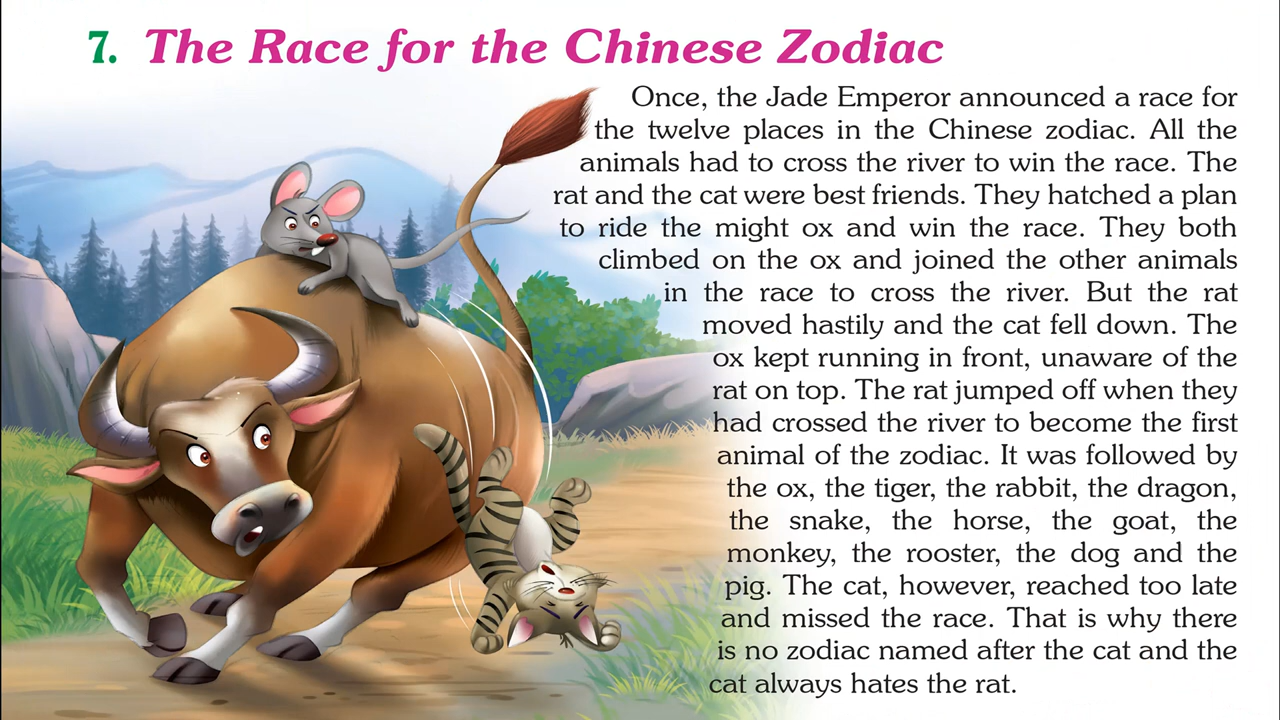 7. The Race for the Chinese Zodiac
Once, the Jade Emperor announced a race for
the twelve places in the Chinese zodiac. All the
animals had to cross the river to win the race. The
rat and the cat were best friends. They hatched a plan
to ride the might ox and win the race. They both
climbed on the ox and joined the other animals
in the race to cross the river. But the rat
moved hastily and the cat fell down. The
ox kept running in front, unaware of the
rat on top. The rat jumped off when they
had crossed the river to become the first
animal of the zodiac. It was followed by
the ox, the tiger, the rabbit, the dragon,
the snake, the horse, the goat, the
monkey, the rooster, the dog and the
pig. The cat, however, reached too late
and missed the race. That is why there
is no zodiac named after the cat and the
cat always hates the rat.